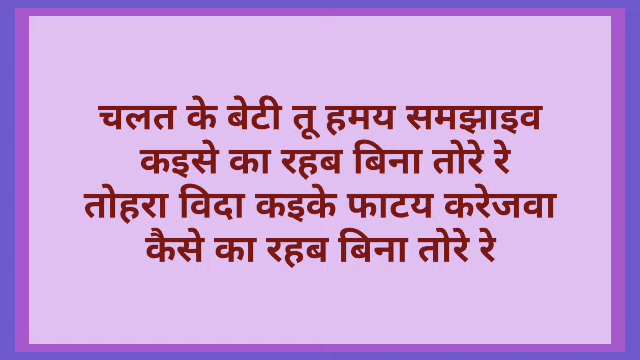 चलत के बेटी तू हमय समझाइव
कइसे का रहब बिना तोरे रे
तोहरा विदा कइके फाटय करेजवा
कैसे का रहब बिना तोरे रे